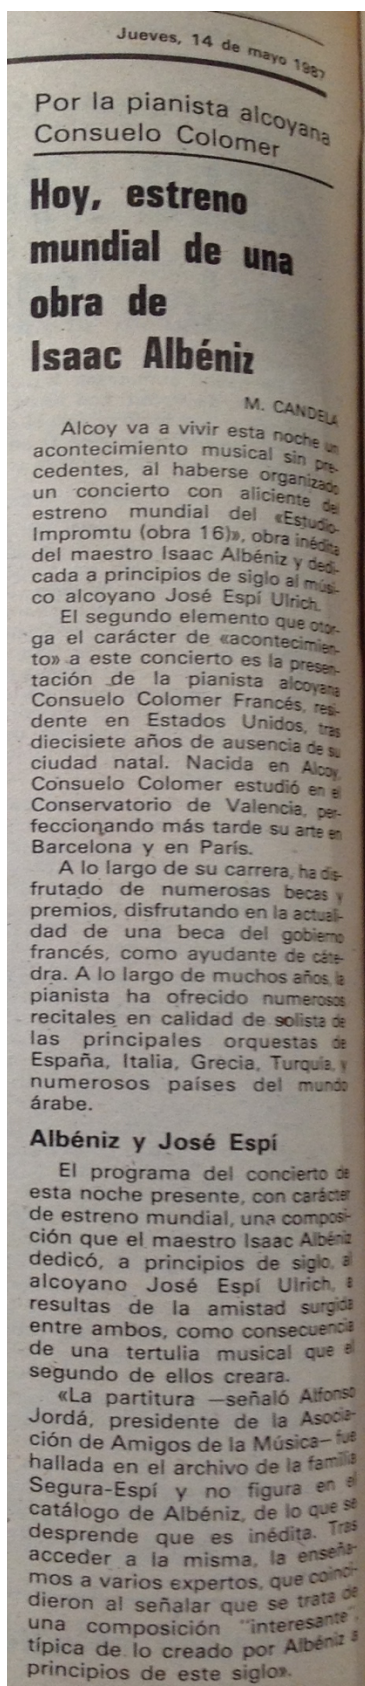 Jueves, 14 de mayo 1987
Por la pianista alcoyana
Consuelo Colomer
Hoy, estreno
mundial de una
obra de
Isaac Albéniz
M. CANDELA
Alcoy va a vivir esta noche un
acontecimiento musical sin pre-
cedentes, al haberse organizado
un concierto con aliciente del
estreno mundial del «Estudio
Impromtu (obra 16)», obra inédita
del maestro Isaac Albéniz y dedi-
cada a principios de siglo al músi-
co alcoyano José Espí Ulrich.
El segundo elemento que otor-
ga el carácter de «acontecimien-
to» a este concierto es la presen-
tación de la pianista alcoyana
Consuelo Colomer Francés, resi-
dente en Estados Unidos, tras
diecisiete años de ausencia de su
ciudad natal. Nacida en Alcoy,
Consuelo Colomer estudió en el
Conservatorio de Valencia, per-
feccionando más tarde su arte en
Barcelona y en París.
A lo largo de su carrera, ha dis-
frutado de numerosas becas y
premios, disfrutando en la actuali-
dad de una beca del gobierno
francés, como ayudante de cáte-
dra. A lo largo de muchos años, la
pianista ha ofrecido numerosos
recitales en calidad de solista de
las principales orquestas de
España, Italia, Grecia, Turquía, y
numerosos países del mundo
árabe.
Albéniz y José Espí
El programa del concierto de
esta noche presente, con carácter
de estreno mundial, una composi-
ción que el maestro Isaac Albéniz
dedicó, a principios de siglo, al
alcoyano José Espí Ulrich, a
resultas de la amistad surgida
entre ambos, como consecuencia
de una tertulia musical que el
segundo de ellos creara.
«La partitura —señaló Alfonso
Jordá, presidente de la Asocia-
ción de Amigos de la Música— fue
hallada en el archivo de la familia
Segura-Espí y no figura en el
catálogo de Albéniz, de lo que se
desprende que es inédita. Tras
acceder a la misma, la enseña-
mos a varios expertos, que coinci-
dieron al señalar que se trata de
una composición "interesante",
típica de lo creado por Albéniz a
principios de este siglo».